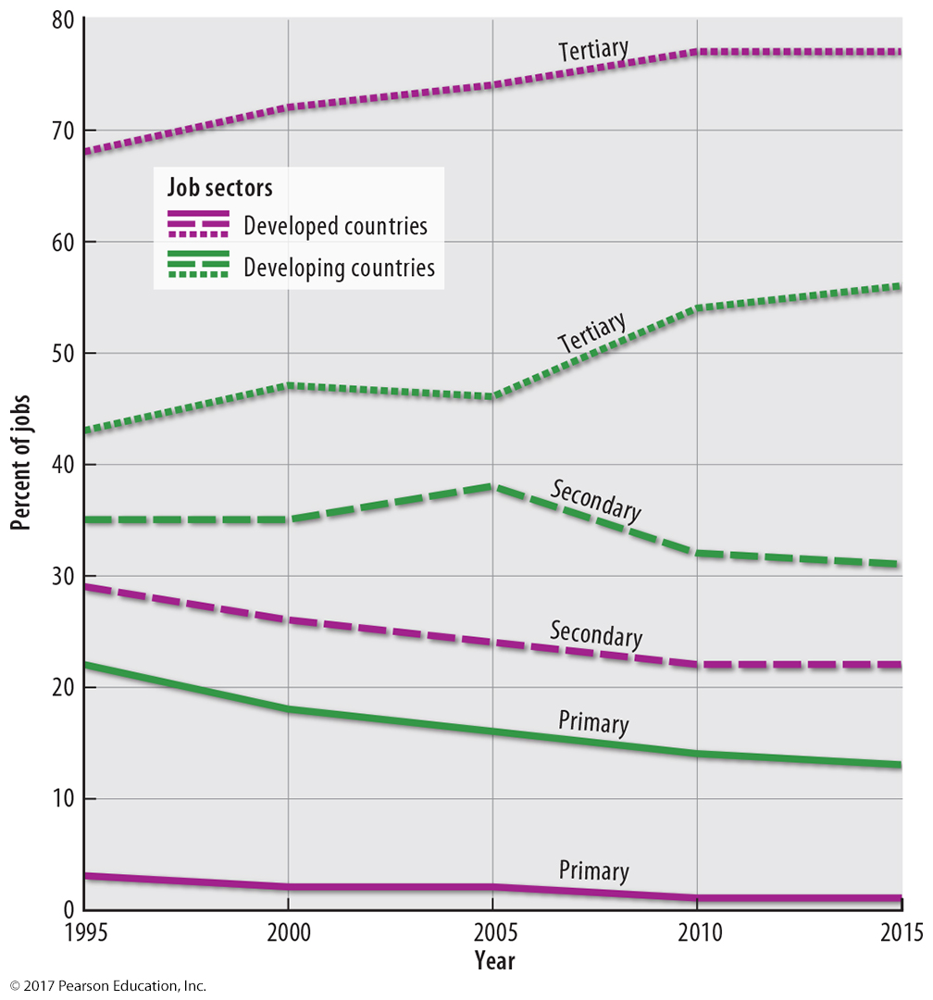 80
70
60
50
40
30
20
10
0
Percent of jobs
Tertiary
Job sectors
Developed countries
Developing countries
Tertiary
Secondary
Secondary
Primary
Primary
1995 2000 2005 2010 2015
Year
© 2017 Pearson Education, Inc.